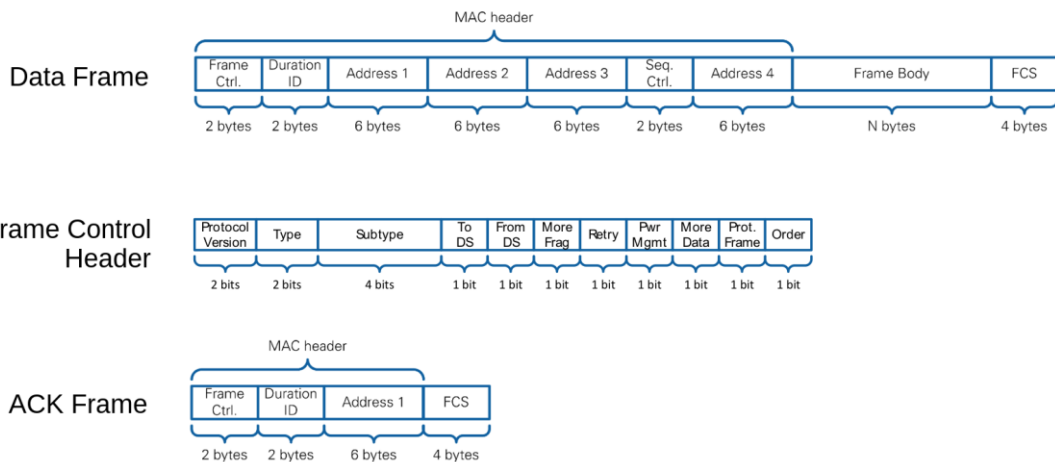 MAC header
Data Frame
Frame Ctrl.
Duration ID
Address 1
Address 2
Address 3
Seq. Ctrl.
Address 4
Frame Body
FCS
2 bytes 2 bytes 6 bytes 6 bytes 6 bytes 2 bytes 6 bytes N bytes 4 bytes
rame Control
Header
Protocol Version
Type
Subtype
To DS
From DS
More Frag
Retry
Pwr Mgmt
More Data
Prot. Frame
Order
2 bits 2 bits 4 bits 1 bit 1 bit 1 bit 1 bit 1 bit 1 bit 1 bit 1 bit
MAC header
ACK Frame
Frame Ctrl.
Duration ID
Address 1
FCS
2 bytes 2 bytes 6 bytes 4 bytes